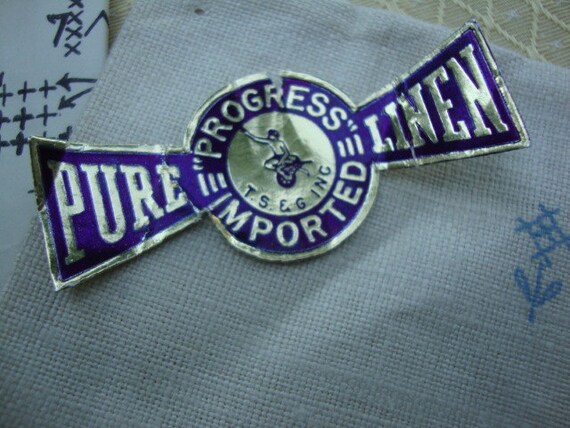 "PROGRESS"
PURE
LINEN
T. S. & G. INC
IMPORTED